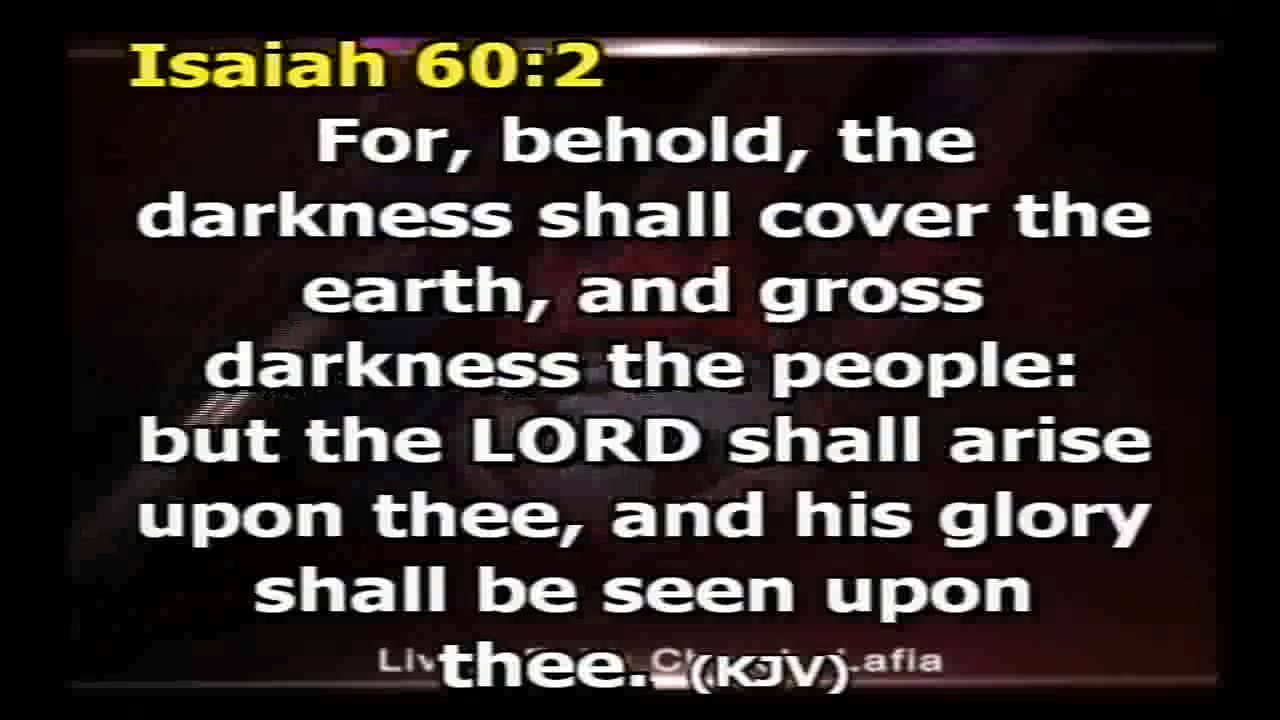 Isaiah 60:2
For, behold, the
darkness shall cover the
earth, and gross
darkness the people:
but the LORD shall arise
upon thee, and his glory
shall be seen upon
thee. (KJV)
Lafia